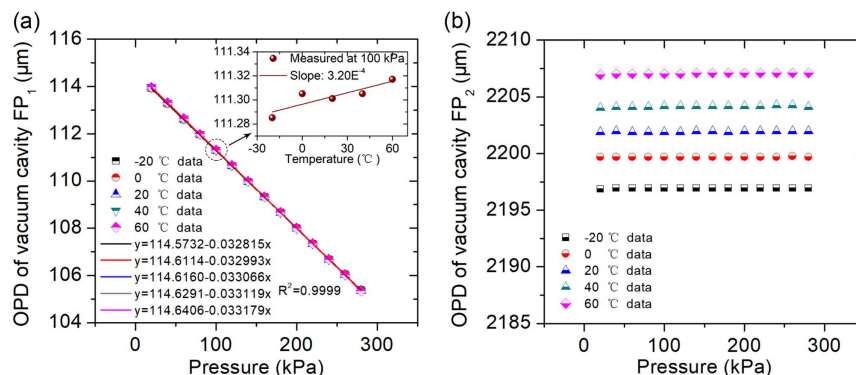 (a)
OPD of vacuum cavity FP₁ (μm)
116
114
112
110
108
106
104
0
100
200
300
Pressure (kPa)
111.34
111.32
111.30
111.28
-30
0
30
60
Temperature (℃)
Measured at 100 kPa
Slope: 3.20E⁻⁴
-20 ℃ data
0 ℃ data
20 ℃ data
40 ℃ data
60 ℃ data
y=114.5732-0.032815x
y=114.6114-0.032993x
y=114.6160-0.033066x
y=114.6291-0.033119x
y=114.6406-0.033179x
R²=0.9999
(b)
OPD of vacuum cavity FP₂ (μm)
2210
2205
2200
2195
2190
2185
0
100
200
300
Pressure (kPa)
-20 ℃ data
0 ℃ data
20 ℃ data
40 ℃ data
60 ℃ data